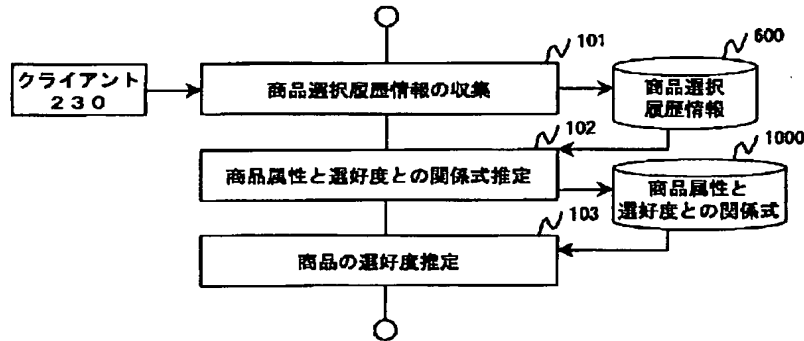 クライアント
230
商品選択履歴情報の収集
101
600
商品選択
履歴情報
商品属性と選好度との関係式推定
102
1000
商品属性と
選好度との関係式
商品の選好度推定
103